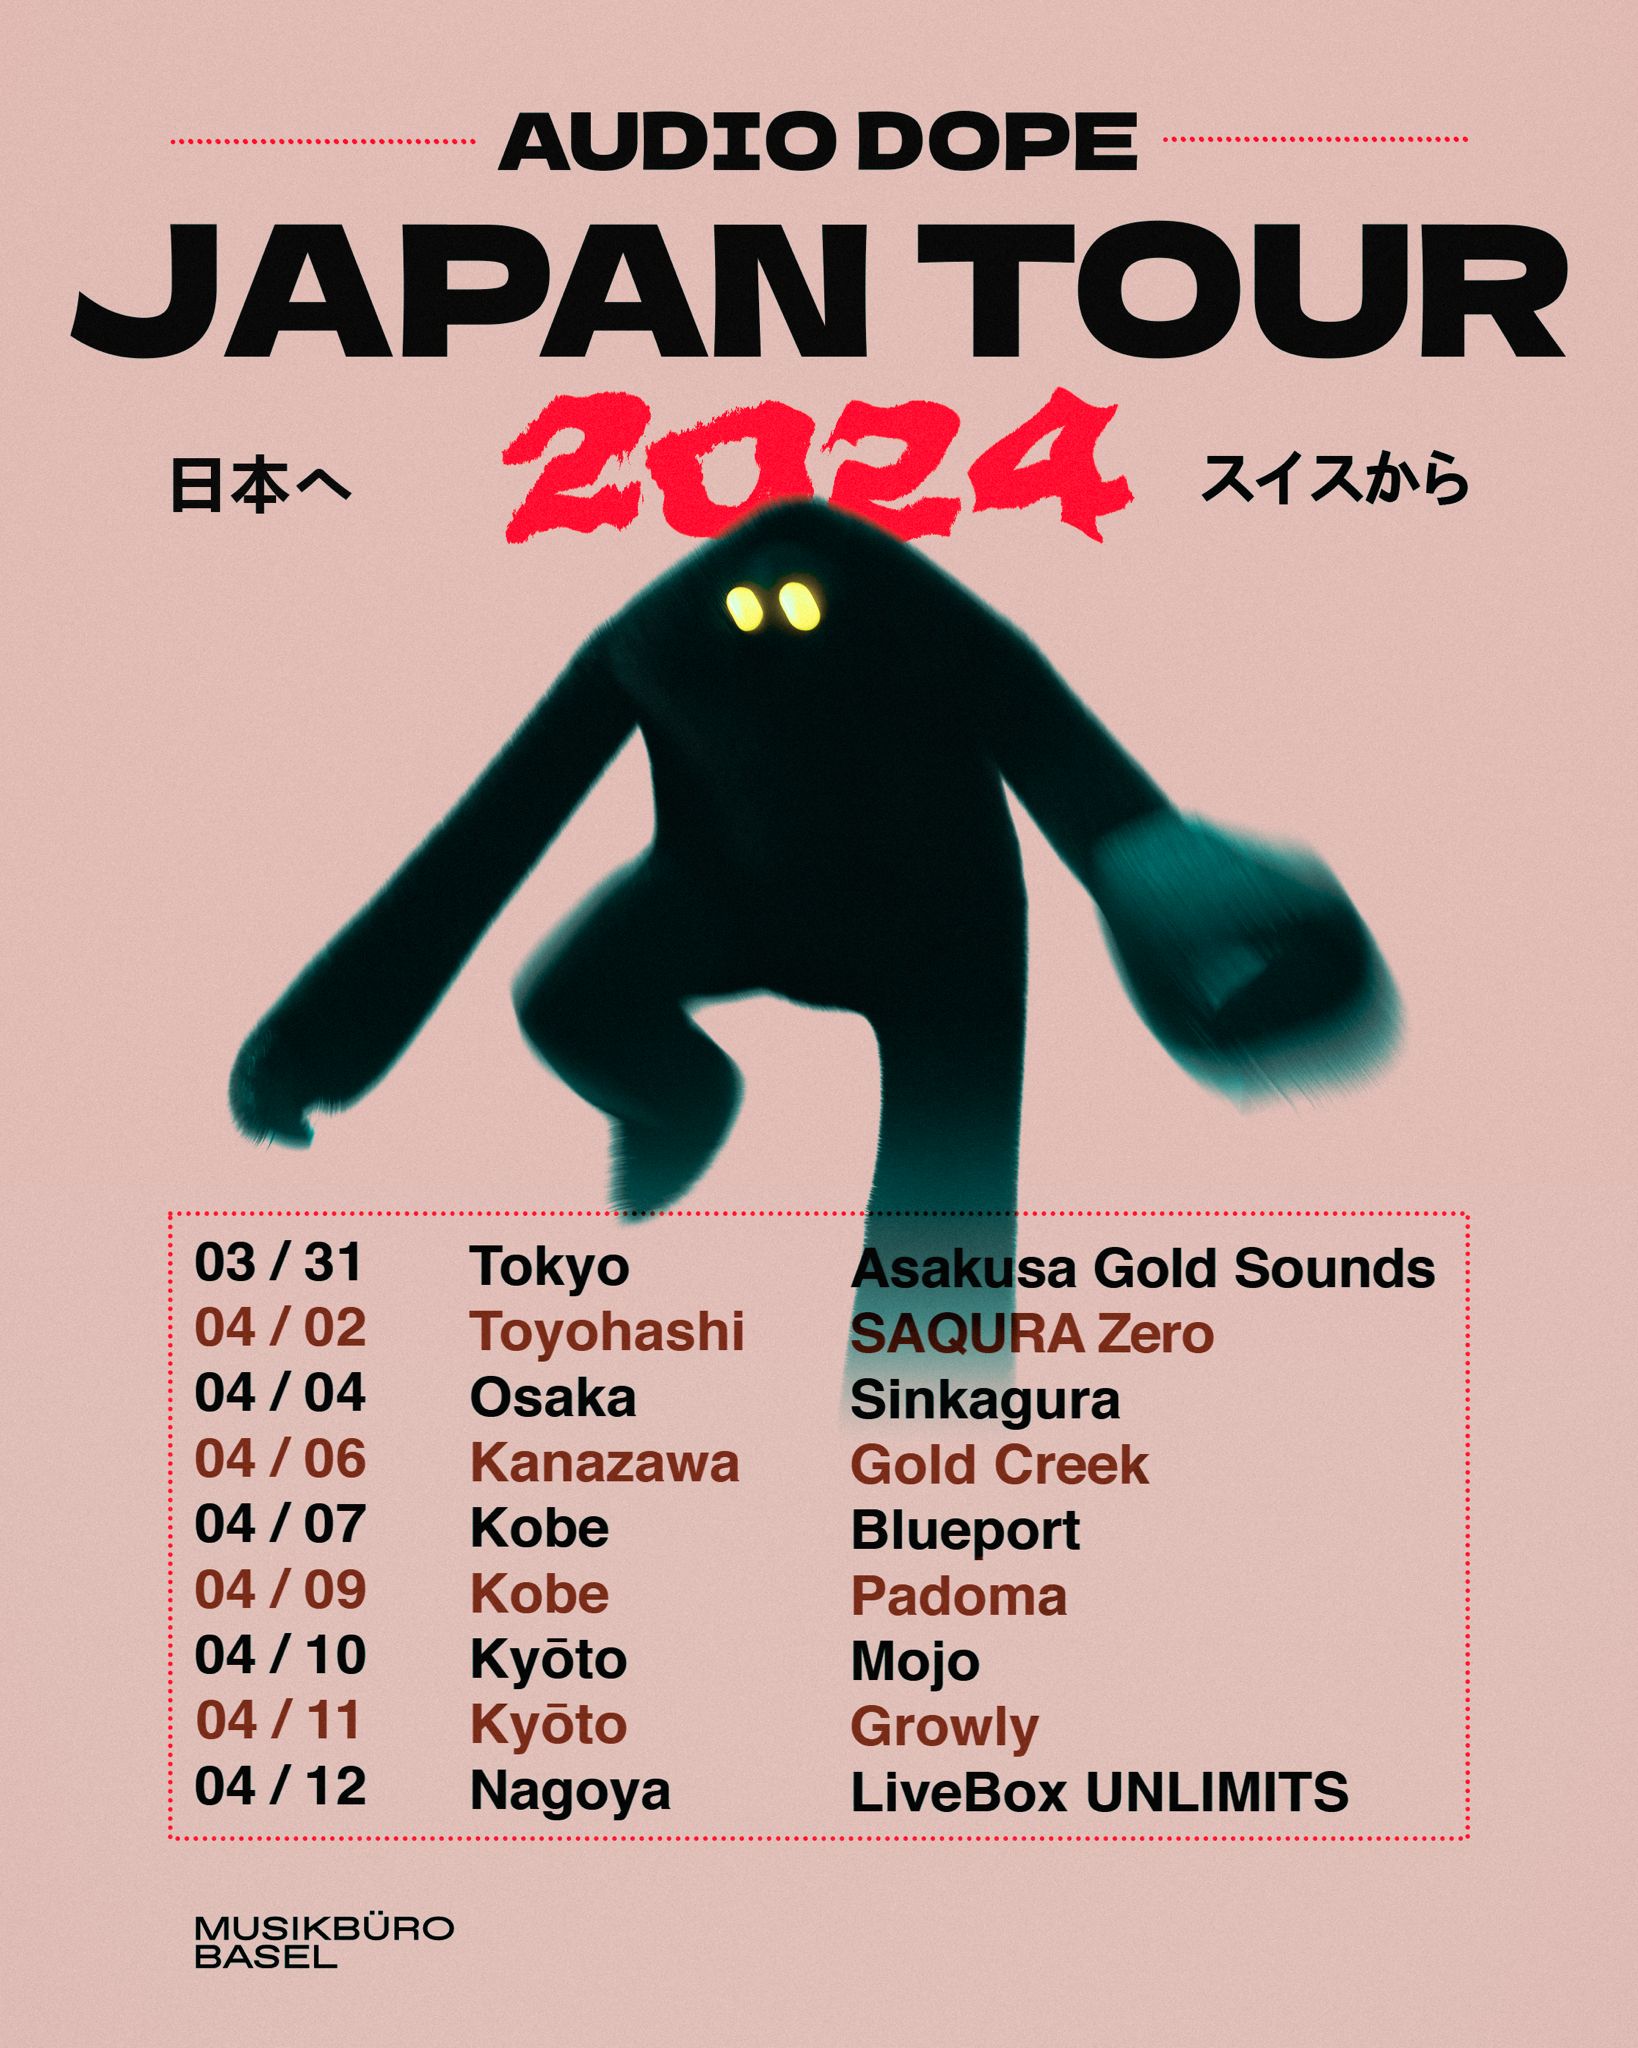 AUDIO DOPE
JAPAN TOUR
2024
日本へ
スイスから
03 / 31 Tokyo Asakusa Gold Sounds
04 / 02 Toyohashi SAQURA Zero
04 / 04 Osaka Sinkagura
04 / 06 Kanazawa Gold Creek
04 / 07 Kobe Blueport
04 / 09 Kobe Padoma
04 / 10 Kyōto Mojo
04 / 11 Kyōto Growly
04 / 12 Nagoya LiveBox UNLIMITS
MUSIKBÜRO
BASEL